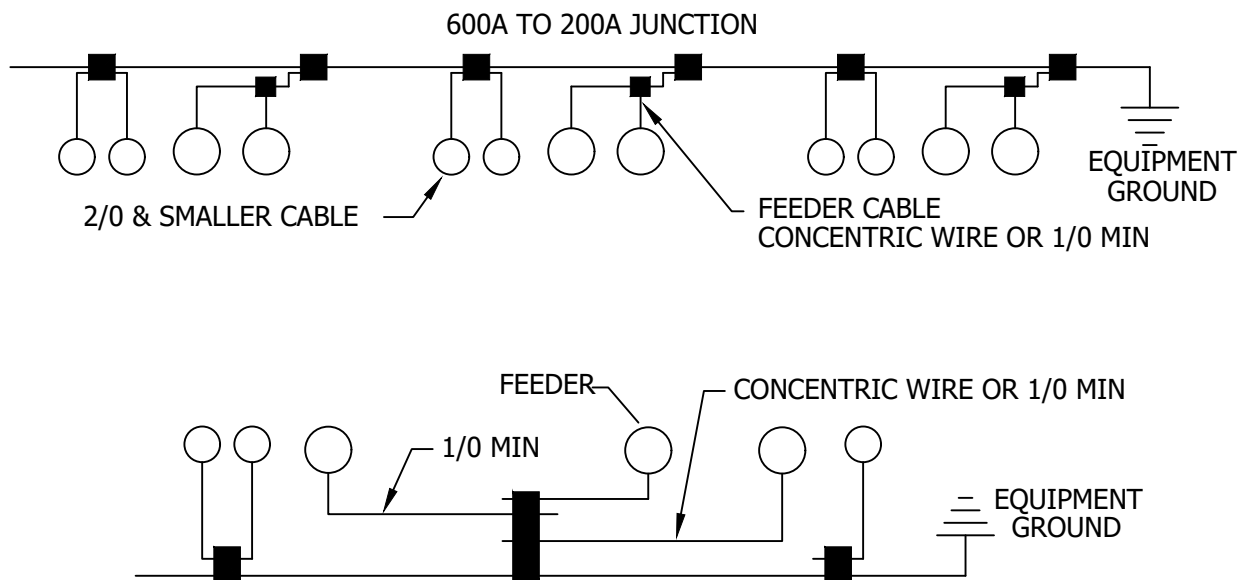 600A TO 200A JUNCTION
EQUIPMENT
GROUND
2/0 & SMALLER CABLE
FEEDER CABLE
CONCENTRIC WIRE OR 1/0 MIN
FEEDER
CONCENTRIC WIRE OR 1/0 MIN
1/0 MIN
EQUIPMENT
GROUND